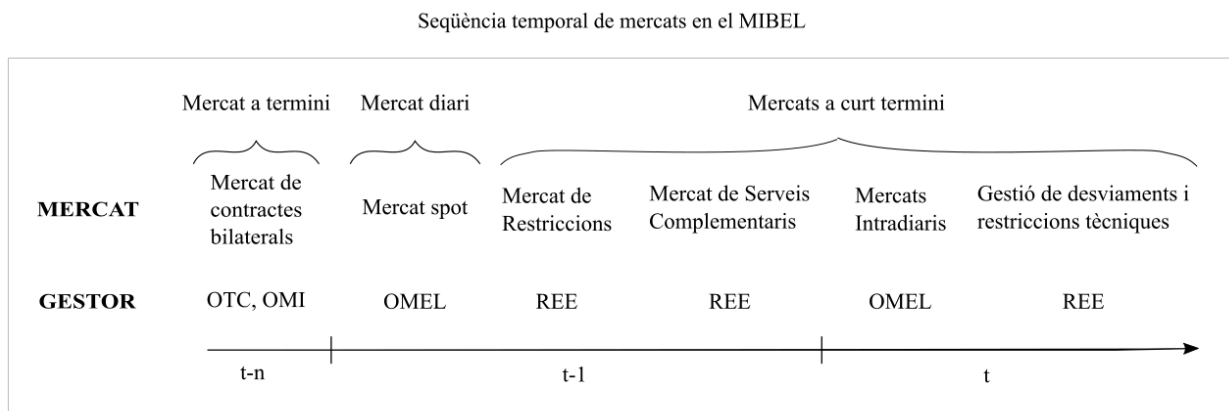 Seqüència temporal de mercats en el MIBEL
Mercat a termini
Mercat diari
Mercats a curt termini
MERCAT
Mercat de
contractes
bilaterals
Mercat spot
Mercat de
Restriccions
Mercat de Serveis
Complementaris
Mercats
Intradiaris
Gestió de desviaments i
restriccions tècniques
GESTOR
OTC, OMI
OMEL
REE
REE
OMEL
REE
t-n
t-1
t